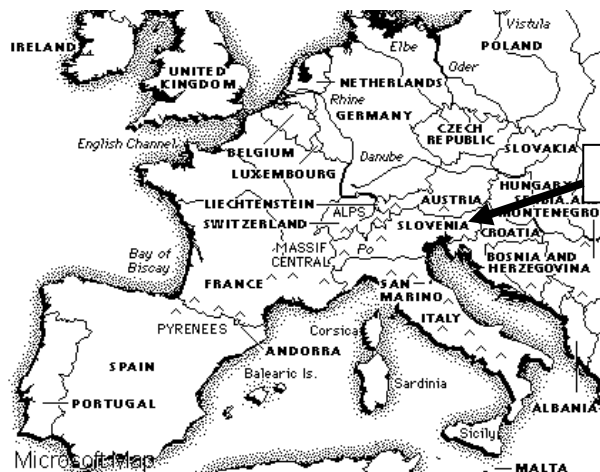 Vistula
IRELAND
Elbe
POLAND
UNITED
KINGDOM
Oder
NETHERLANDS
Rhine
GERMANY
English Channel
CZECH
REPUBLIC
BELGIUM
SLOVAKIA
Danube
LUXEMBOURG
HUNGARY
LIECHTENSTEIN
AUSTRIA
ALPS
MONTENEGRO
SWITZERLAND
SLOVENIA
CROATIA
MASSIF
CENTRAL
Po
Bay of
Biscay
BOSNIA AND
HERZEGOVINA
FRANCE
SAN
MARINO
ITALY
PYRENEES
Corsica
ANDORRA
SPAIN
Balearic Is.
Sardinia
PORTUGAL
ALBANIA
Sicily
Microsoft Map
MALTA